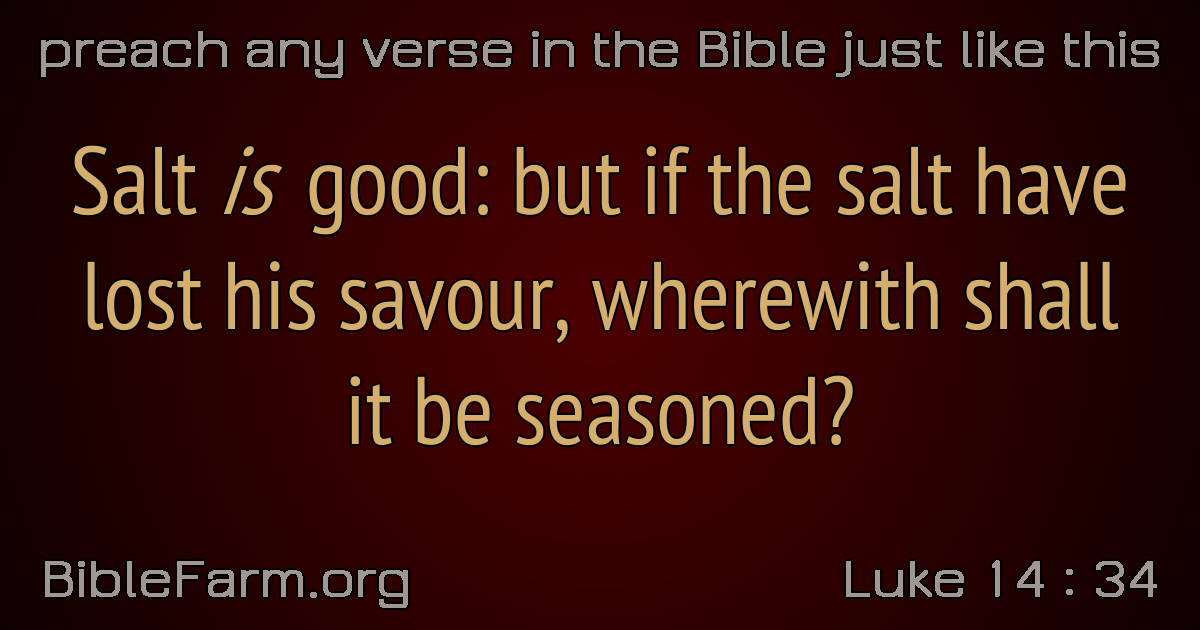 preach any verse in the Bible just like this
Salt is good: but if the salt have
lost his savour, wherewith shall
it be seasoned?
BibleFarm.org
Luke 14 : 34